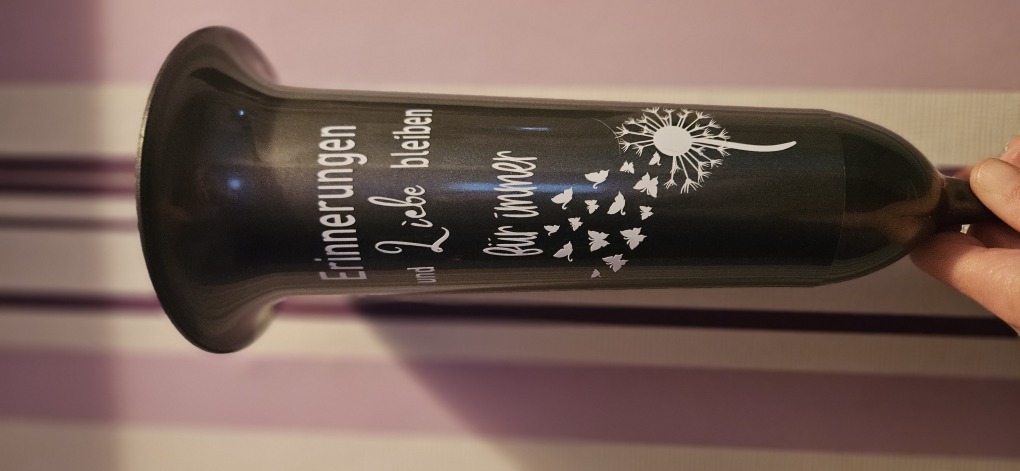 Erinnerungen
und Liebe bleiben
für immer